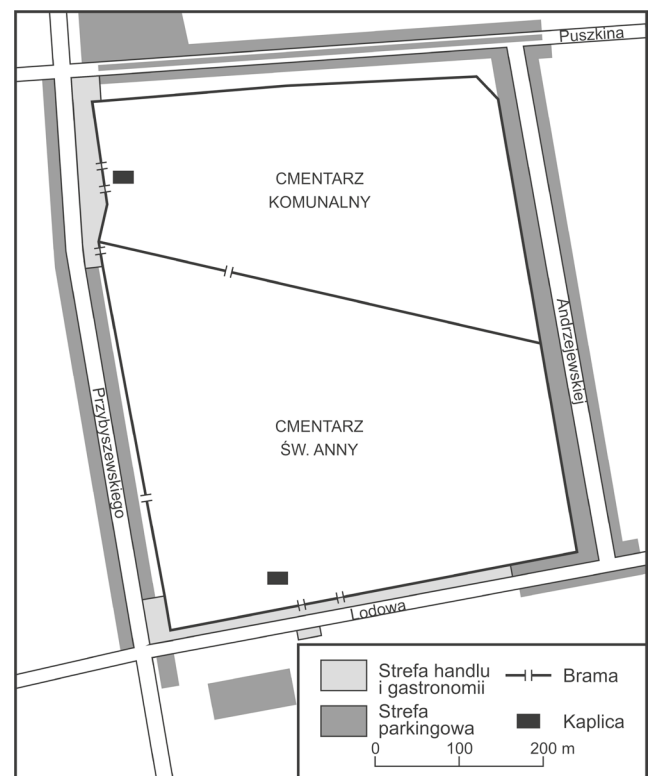 Puszkina
CMENTARZ
KOMUNALNY
Andrzejewskiej
Przybyszewskiego
CMENTARZ
ŚW. ANNY
Lodowa
Strefa handlu
i gastronomii
Brama
Strefa
parkingowa
Kaplica
0 100 200 m